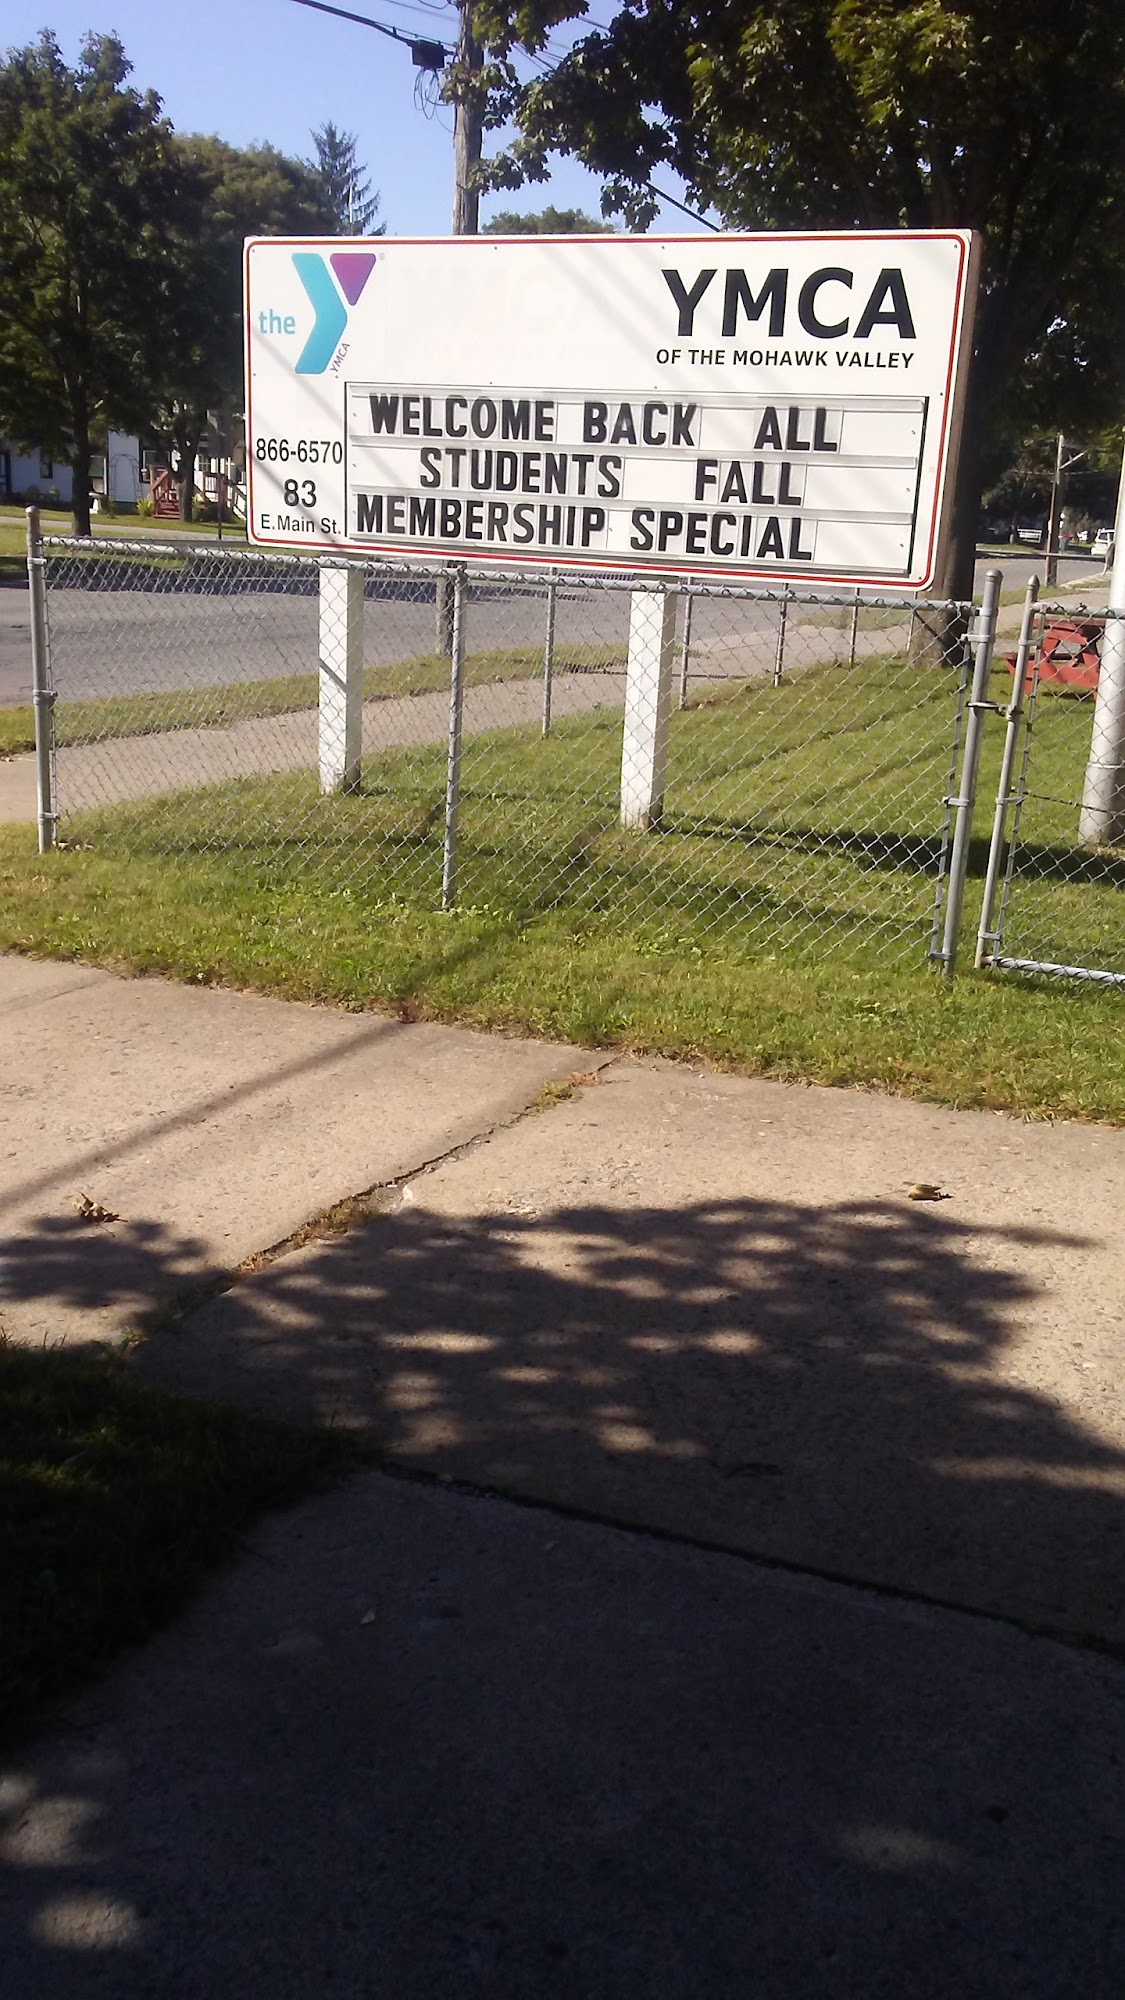 the
YMCA
YMCA
OF THE MOHAWK VALLEY
WELCOME BACK ALL
STUDENTS FALL
MEMBERSHIP SPECIAL
866-6570
83
E. Main St.